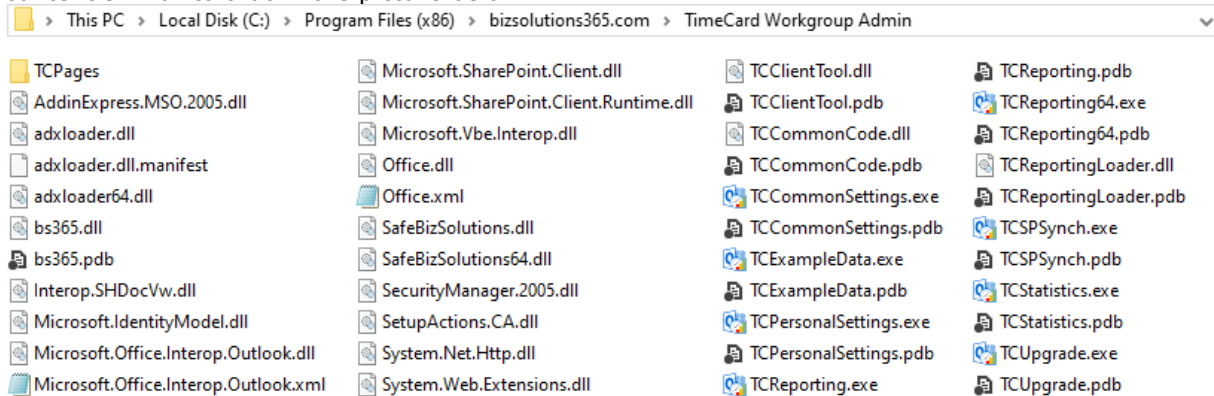 This PC > Local Disk (C:) > Program Files (x86) > bizsolutions365.com > TimeCard Workgroup Admin
TCPages
AddinExpress.MSO.2005.dll
adxloader.dll
adxloader.dll.manifest
adxloader64.dll
bs365.dll
bs365.pdb
Interop.SHDocVw.dll
Microsoft.IdentityModel.dll
Microsoft.Office.Interop.Outlook.dll
Microsoft.Office.Interop.Outlook.xml
Microsoft.SharePoint.Client.dll
Microsoft.SharePoint.Client.Runtime.dll
Microsoft.Vbe.Interop.dll
Office.dll
Office.xml
SafeBizSolutions.dll
SafeBizSolutions64.dll
SecurityManager.2005.dll
SetupActions.CA.dll
System.Net.Http.dll
System.Web.Extensions.dll
TCClientTool.dll
TCClientTool.pdb
TCCommonCode.dll
TCCommonCode.pdb
TCCommonSettings.exe
TCCommonSettings.pdb
TCExampleData.exe
TCExampleData.pdb
TCPersonalSettings.exe
TCPersonalSettings.pdb
TCReporting.exe
TCReporting.pdb
TCReporting64.exe
TCReporting64.pdb
TCReportingLoader.dll
TCReportingLoader.pdb
TCSPSynch.exe
TCSPSynch.pdb
TCStatistics.exe
TCStatistics.pdb
TCUpgrade.exe
TCUpgrade.pdb